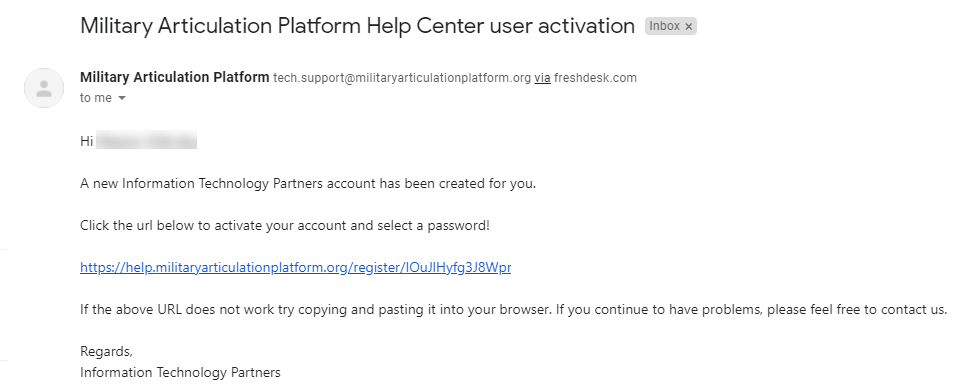 Military Articulation Platform Help Center user activation Inbox ×
Military Articulation Platform tech.support@militaryarticulationplatform.org via freshdesk.com
to me
Hi
A new Information Technology Partners account has been created for you.
Click the url below to activate your account and select a password!
https://help.militaryarticulationplatform.org/register/IOuJIHyfg3J8Wpr
If the above URL does not work try copying and pasting it into your browser. If you continue to have problems, please feel free to contact us.
Regards,
Information Technology Partners